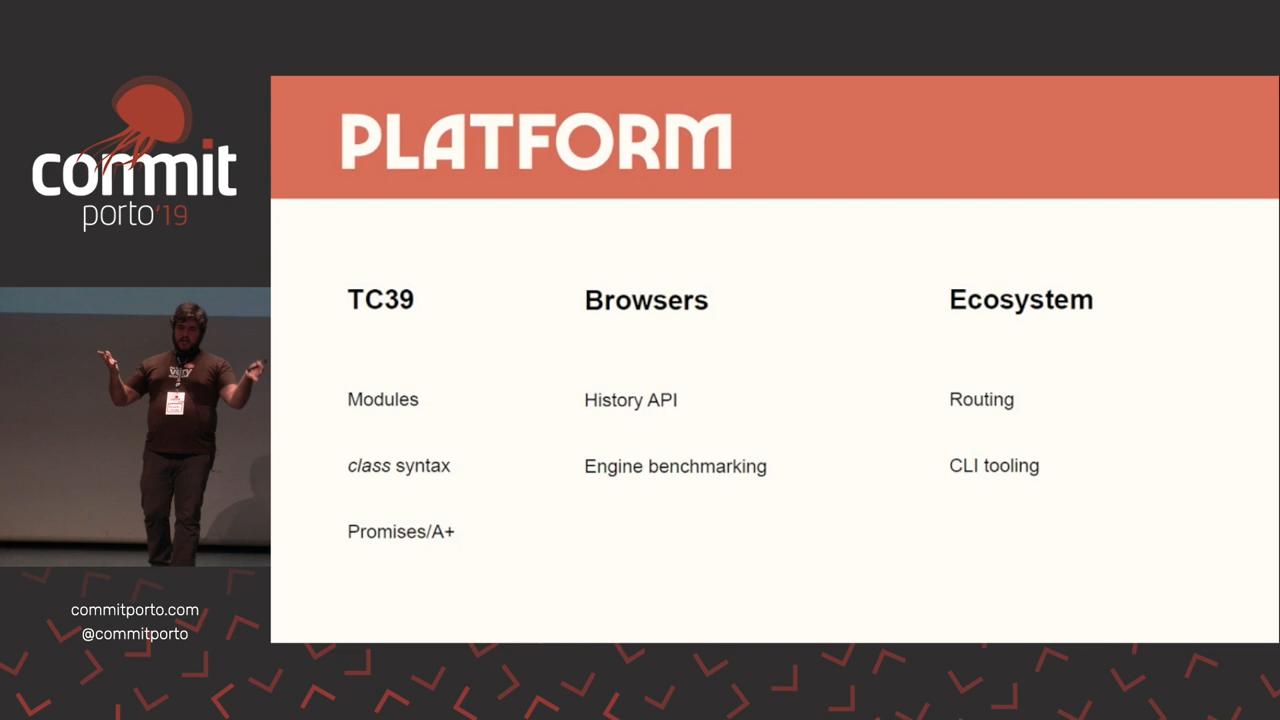 commit
porto'19
PLATFORM
TC39
Browsers
Ecosystem
Modules
History API
Routing
class syntax
Engine benchmarking
CLI tooling
Promises/A+
very
commitporto.com
@commitporto